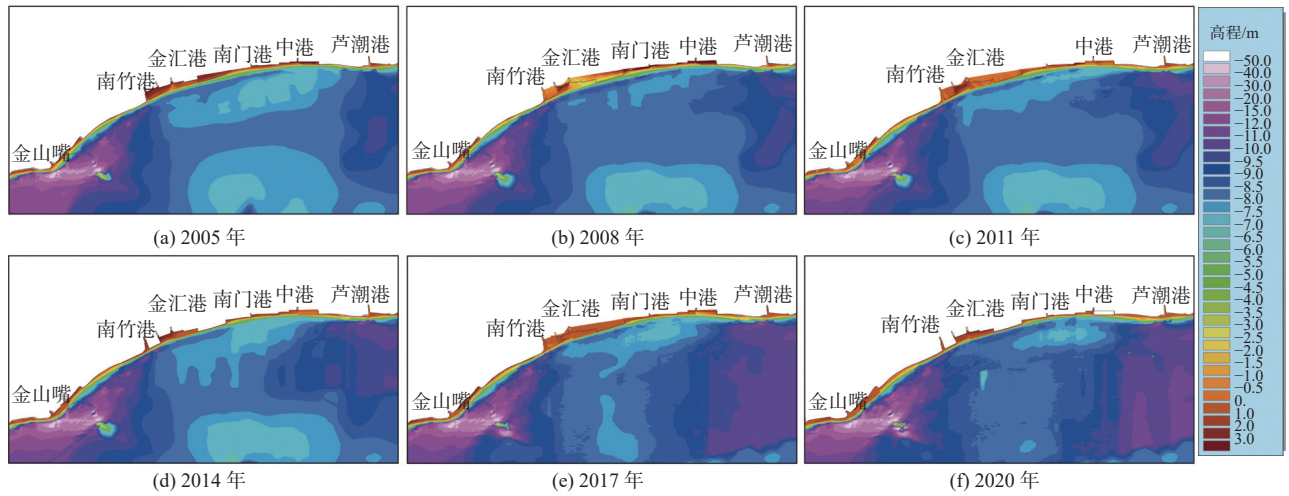 高程/m
−50.0
−40.0
−30.0
−20.0
−12.0
−11.0
−10.0
−9.5
−9.0
−8.5
−8.0
−7.5
−7.0
−6.5
−6.0
−5.5
−5.0
−4.5
−4.0
−3.5
−3.0
−2.5
−2.0
−1.5
−1.0
−0.5
0.
1.0
3.0
金山嘴
南竹港
金汇港
南门港
中港
芦潮港
(a) 2005 年
金山嘴
南竹港
金汇港
南门港
中港
芦潮港
(b) 2008 年
金山嘴
南竹港
金汇港
中港
芦潮港
(c) 2011 年
金山嘴
南竹港
金汇港
南门港
中港
芦潮港
(d) 2014 年
金山嘴
南竹港
金汇港
南门港
中港
芦潮港
(e) 2017 年
金山嘴
南竹港
金汇港
南门港
中港
芦潮港
(f) 2020 年